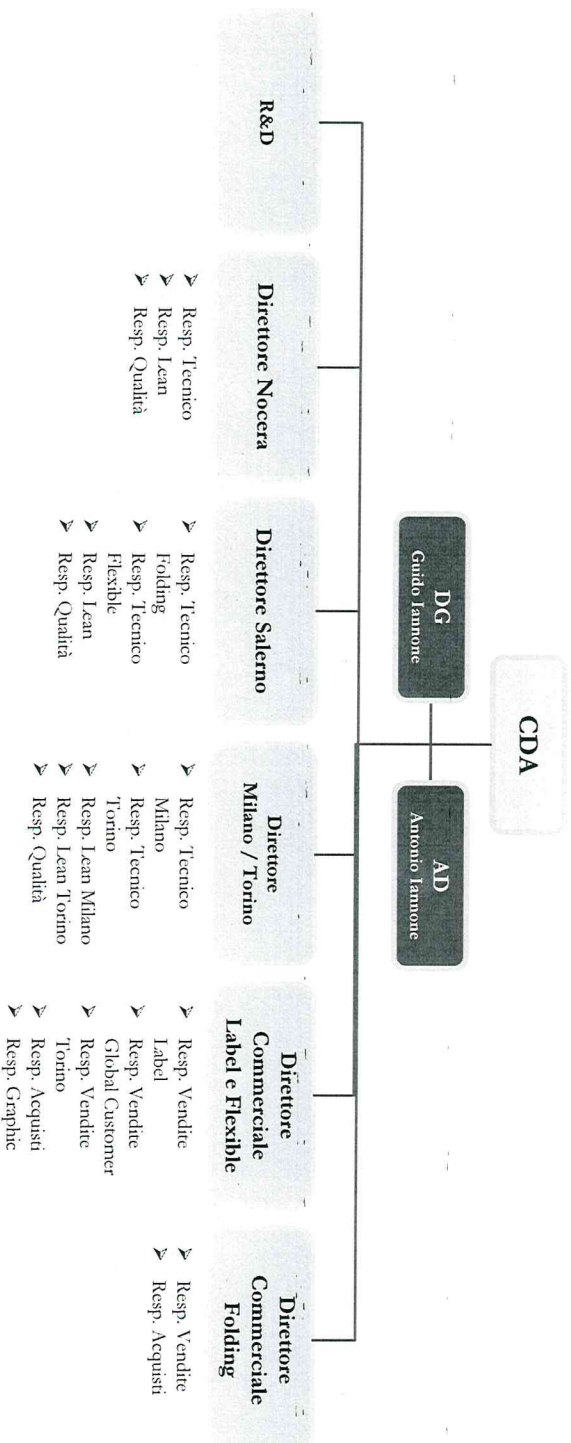 CDA
DG
Guido Iannone
AD
Antonio Iannone
R&D
Direttore Nocera
➤ Resp. Tecnico
➤ Resp. Lean
➤ Resp. Qualità
Direttore Salerno
➤ Resp. Tecnico
Folding
➤ Resp. Tecnico
Flexible
➤ Resp. Lean
➤ Resp. Qualità
Direttore
Milano / Torino
➤ Resp. Tecnico
Milano
➤ Resp. Tecnico
Torino
➤ Resp. Lean Milano
➤ Resp. Lean Torino
➤ Resp. Qualità
Direttore
Commerciale
Label e Flexible
➤ Resp. Vendite
Label
➤ Resp. Vendite
Global Customer
➤ Resp. Vendite
Torino
➤ Resp. Acquisti
➤ Resp. Graphic
Direttore
Commerciale
Folding
➤ Resp. Vendite
➤ Resp. Acquisti